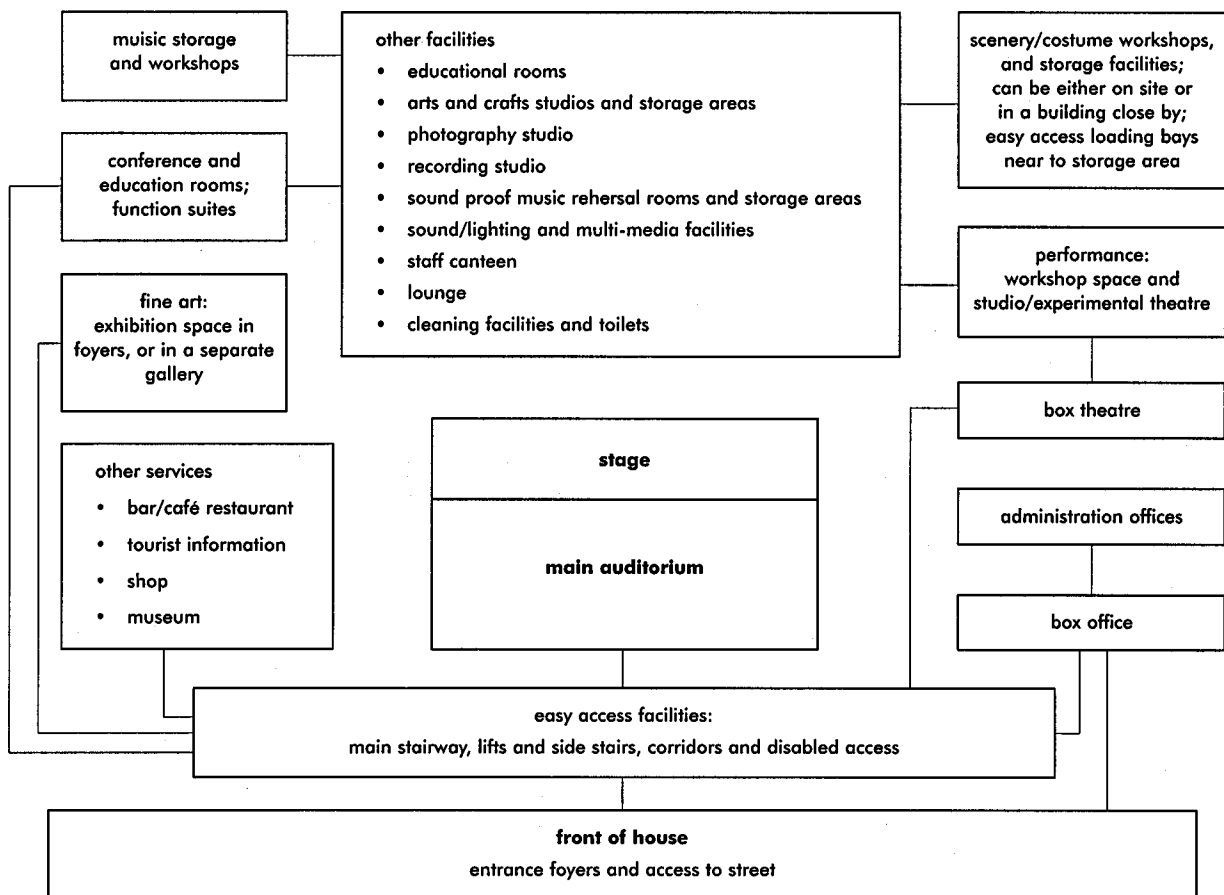 muisic storage
and workshops
other facilities
• educational rooms
• arts and crafts studios and storage areas
• photography studio
• recording studio
• sound proof music rehersal rooms and storage areas
• sound/lighting and multi-media facilities
• staff canteen
• lounge
• cleaning facilities and toilets
scenery/costume workshops,
and storage facilities;
can be either on site or
in a building close by;
easy access loading bays
near to storage area
conference and
education rooms;
function suites
performance:
workshop space and
studio/experimental theatre
fine art:
exhibition space in
foyers, or in a separate
gallery
box theatre
stage
main auditorium
other services
• bar/café restaurant
• tourist information
• shop
• museum
administration offices
box office
easy access facilities:
main stairway, lifts and side stairs, corridors and disabled access
front of house
entrance foyers and access to street